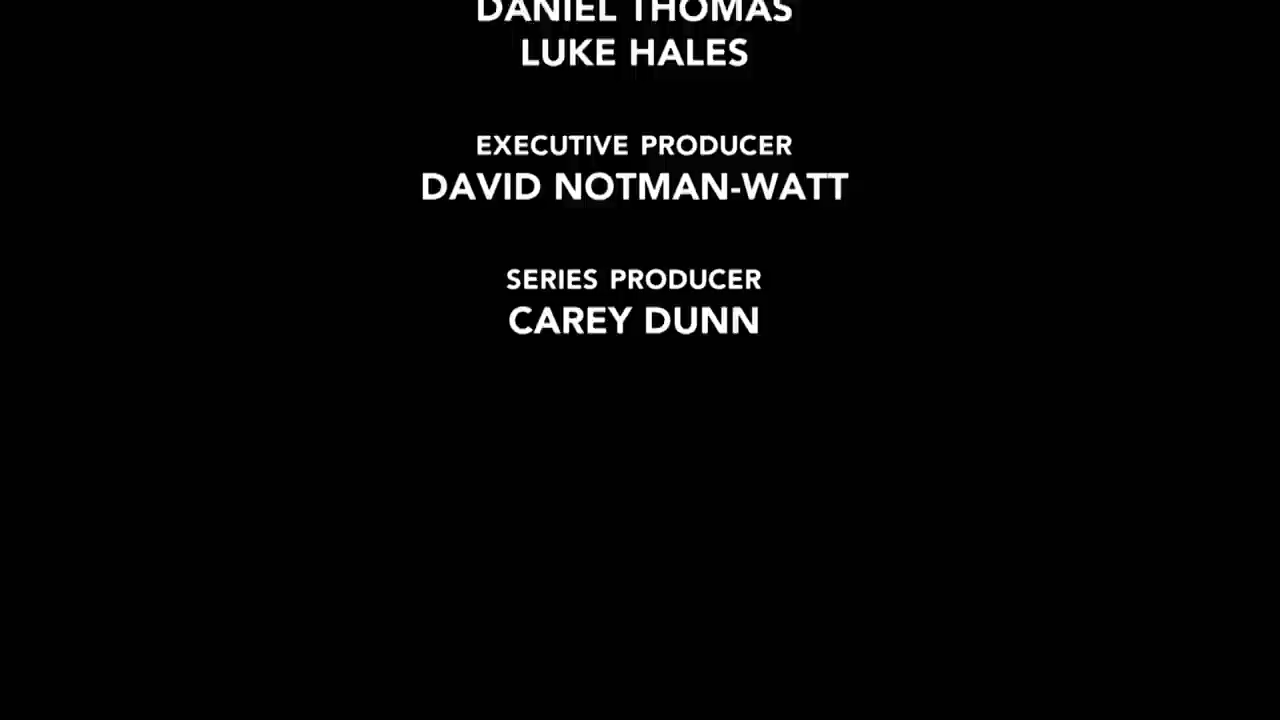 DANIEL THOMAS
LUKE HALES
EXECUTIVE PRODUCER
DAVID NOTMAN-WATT
SERIES PRODUCER
CAREY DUNN